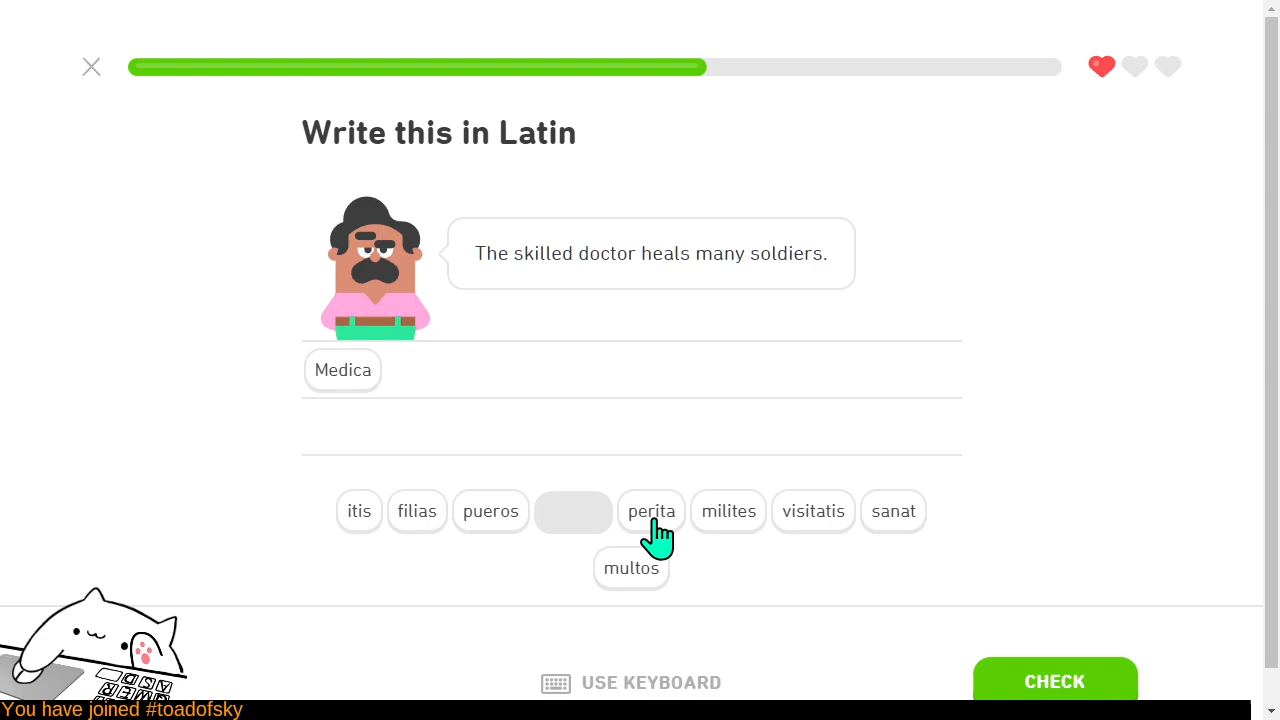 Write this in Latin
The skilled doctor heals many soldiers.
Medica
itis filias pueros perita milites visitatis sanat
multos
USE KEYBOARD
CHECK
You have joined #toadofsky